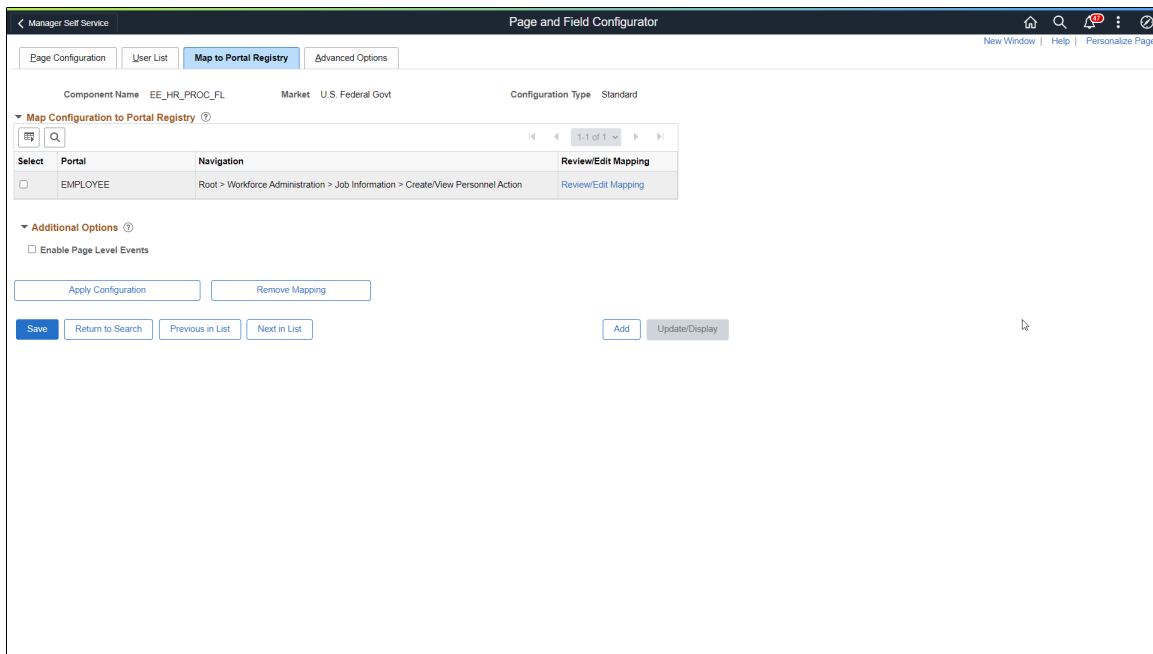 Manager Self Service
Page and Field Configurator
47
New Window | Help | Personalize Page
Page Configuration
User List
Map to Portal Registry
Advanced Options
Component Name EE_HR_PROC_FL Market U.S. Federal Govt Configuration Type Standard
Map Configuration to Portal Registry
1-1 of 1
Select Portal Navigation Review/Edit Mapping
EMPLOYEE Root > Workforce Administration > Job Information > Create/View Personnel Action Review/Edit Mapping
Additional Options
Enable Page Level Events
Apply Configuration Remove Mapping
Save Return to Search Previous in List Next in List Add Update/Display